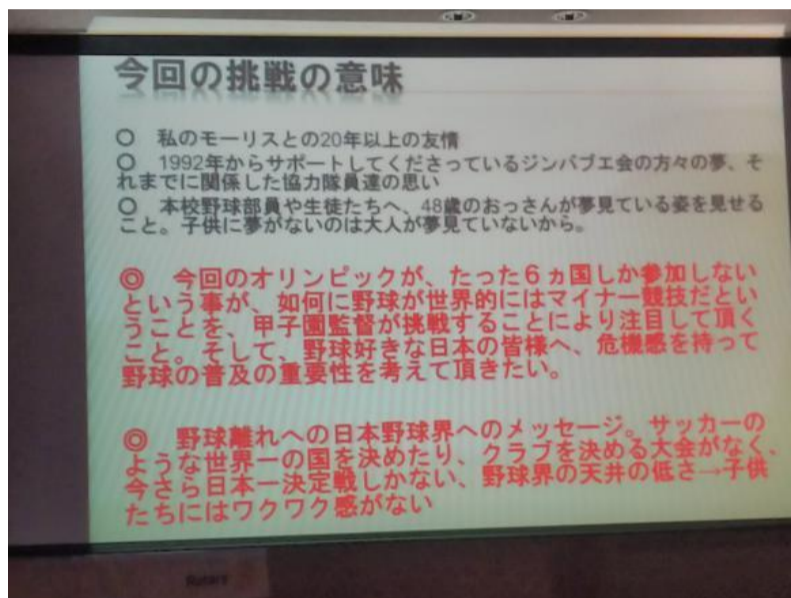 今回の挑戦の意味
○　私のモーリスとの20年以上の友情
○　1992年からサポートしてくださっているジンバブエ会の方々の夢、そ
れまでに関係した協力隊員達の思い
○　本校野球部員や生徒たちへ、48歳のおっさんが夢見ている姿を見せる
こと。子供に夢がないのは大人が夢見ていないから。
◎　今回のオリンピックが、たった６ヵ国しか参加しない
という事が、如何に野球が世界的にはマイナー競技だとい
うことを、甲子園監督が挑戦することにより注目して頂く
こと。そして、野球好きな日本の皆様へ、危機感を持って
野球の普及の重要性を考えて頂きたい。
◎　野球離れへの日本野球界へのメッセージ。サッカーの
ような世界一の国を決めたり、クラブを決める大会がなく、
今さら日本一決定戦しかない、野球界の天井の低さ→子供
たちにはワクワク感がない